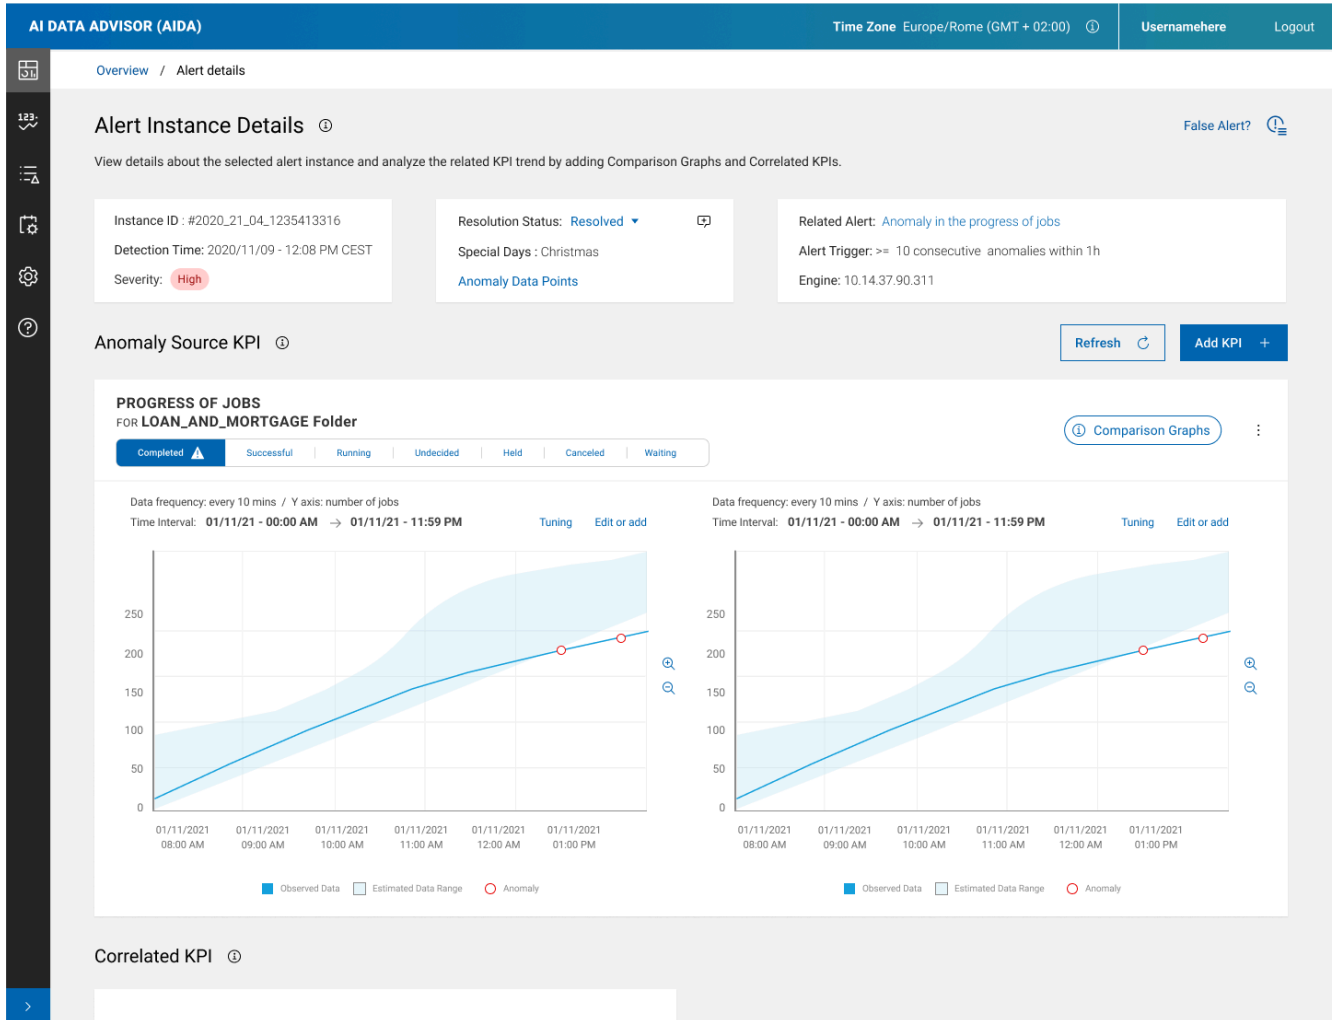 AI DATA ADVISOR (AIDA)
Time Zone Europe/Rome (GMT + 02:00)
Usernamehere
Logout
Overview / Alert details
123-
Alert Instance Details
False Alert?
View details about the selected alert instance and analyze the related KPI trend by adding Comparison Graphs and Correlated KPIs.
Instance ID : #2020_21_04_1235413316
Detection Time: 2020/11/09 - 12:08 PM CEST
Severity: High
Resolution Status: Resolved
Special Days : Christmas
Anomaly Data Points
Related Alert: Anomaly in the progress of jobs
Alert Trigger: >= 10 consecutive anomalies within 1h
Engine: 10.14.37.90.311
Anomaly Source KPI
Refresh
Add KPI +
PROGRESS OF JOBS
FOR LOAN_AND_MORTGAGE Folder
Comparison Graphs
Completed Successful Running Undecided Held Canceled Waiting
Data frequency: every 10 mins / Y axis: number of jobs
Time Interval: 01/11/21 - 00:00 AM → 01/11/21 - 11:59 PM Tuning Edit or add
250
200
150
100
50
0
01/11/2021 01/11/2021 01/11/2021 01/11/2021 01/11/2021 01/11/2021
08:00 AM 09:00 AM 10:00 AM 11:00 AM 12:00 AM 01:00 PM
Observed Data Estimated Data Range Anomaly
Data frequency: every 10 mins / Y axis: number of jobs
Time Interval: 01/11/21 - 00:00 AM → 01/11/21 - 11:59 PM Tuning Edit or add
250
200
150
100
50
0
01/11/2021 01/11/2021 01/11/2021 01/11/2021 01/11/2021 01/11/2021
08:00 AM 09:00 AM 10:00 AM 11:00 AM 12:00 AM 01:00 PM
Observed Data Estimated Data Range Anomaly
Correlated KPI